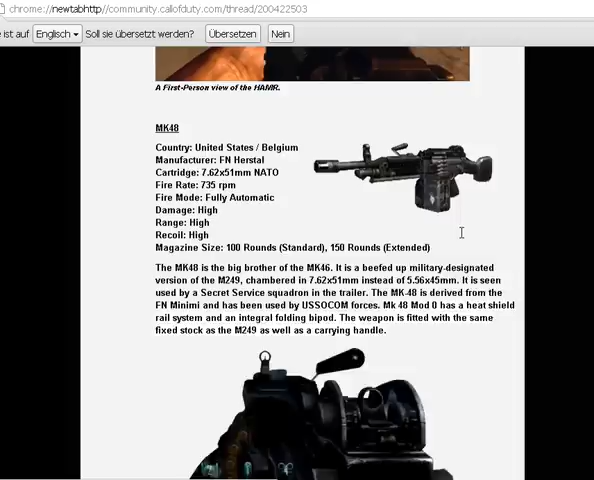 chrome://newtabhttp//community.callofduty.com/thread/200422503
e ist auf Englisch Soll sie übersetzt werden? Übersetzen Nein
A First-Person view of the HAMR.
MK48
Country: United States / Belgium
Manufacturer: FN Herstal
Cartridge: 7.62x51mm NATO
Fire Rate: 735 rpm
Fire Mode: Fully Automatic
Damage: High
Range: High
Recoil: High
Magazine Size: 100 Rounds (Standard), 150 Rounds (Extended)
The MK48 is the big brother of the MK46. It is a beefed up military-designated
version of the M249, chambered in 7.62x51mm instead of 5.56x45mm. It is seen
used by a Secret Service squadron in the trailer. The MK-48 is derived from the
FN Minimi and has been used by USSOCOM forces. Mk 48 Mod 0 has a heat shield
rail system and an integral folding bipod. The weapon is fitted with the same
fixed stock as the M249 as well as a carrying handle.